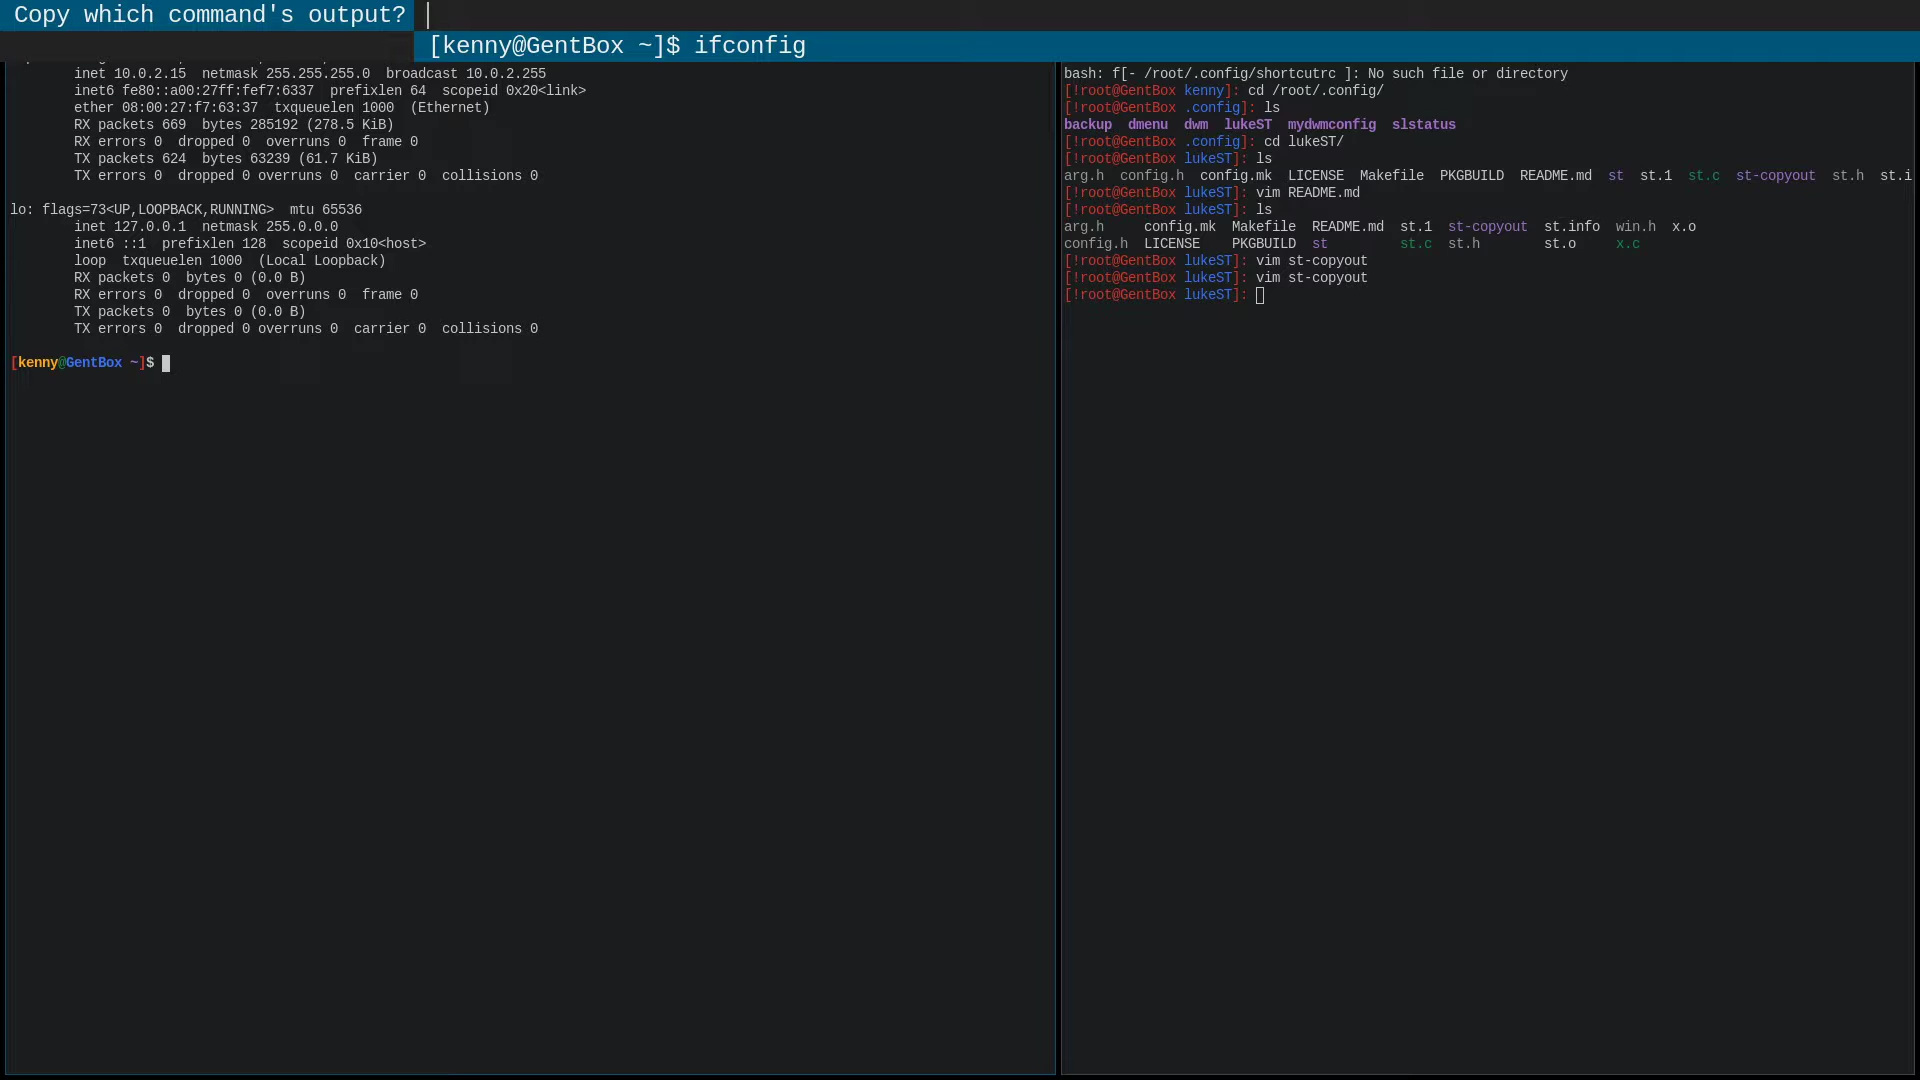 Copy which command's output?
[kenny@GentBox ~]$ ifconfig
inet 10.0.2.15  netmask 255.255.255.0  broadcast 10.0.2.255
inet6 fe80::a00:27ff:fef7:6337  prefixlen 64  scopeid 0x20<link>
ether 08:00:27:f7:63:37  txqueuelen 1000  (Ethernet)
RX packets 669  bytes 285192 (278.5 KiB)
RX errors 0  dropped 0  overruns 0  frame 0
TX packets 624  bytes 63239 (61.7 KiB)
TX errors 0  dropped 0 overruns 0  carrier 0  collisions 0
lo: flags=73<UP,LOOPBACK,RUNNING>  mtu 65536
inet 127.0.0.1  netmask 255.0.0.0
inet6 ::1  prefixlen 128  scopeid 0x10<host>
loop  txqueuelen 1000  (Local Loopback)
RX packets 0  bytes 0 (0.0 B)
RX errors 0  dropped 0  overruns 0  frame 0
TX packets 0  bytes 0 (0.0 B)
TX errors 0  dropped 0 overruns 0  carrier 0  collisions 0
[kenny@GentBox ~]$
bash: f[- /root/.config/shortcutrc ]: No such file or directory
[!root@GentBox kenny]: cd /root/.config/
[!root@GentBox .config]: ls
backup  dmenu  dwm  lukeST  mydwmconfig  slstatus
[!root@GentBox .config]: cd lukeST/
[!root@GentBox lukeST]: ls
arg.h  config.h  config.mk  LICENSE  Makefile  PKGBUILD  README.md  st  st.1  st.c  st-copyout  st.h  st.i
[!root@GentBox lukeST]: vim README.md
[!root@GentBox lukeST]: ls
arg.h     config.mk  Makefile  README.md  st.1  st-copyout  st.info  win.h  x.o
config.h  LICENSE    PKGBUILD  st         st.c  st.h        st.o     x.c
[!root@GentBox lukeST]: vim st-copyout
[!root@GentBox lukeST]: vim st-copyout
[!root@GentBox lukeST]: